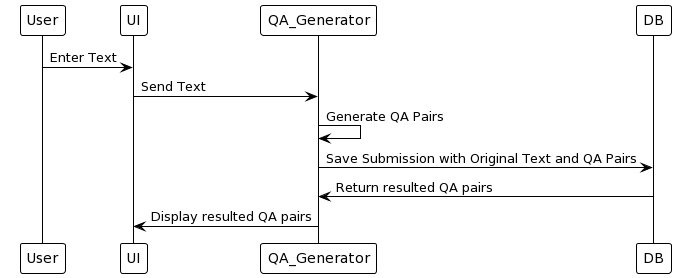 User UI QA_Generator DB
Enter Text
Send Text
Generate QA Pairs
Save Submission with Original Text and QA Pairs
Return resulted QA pairs
Display resulted QA pairs
User UI QA_Generator DB